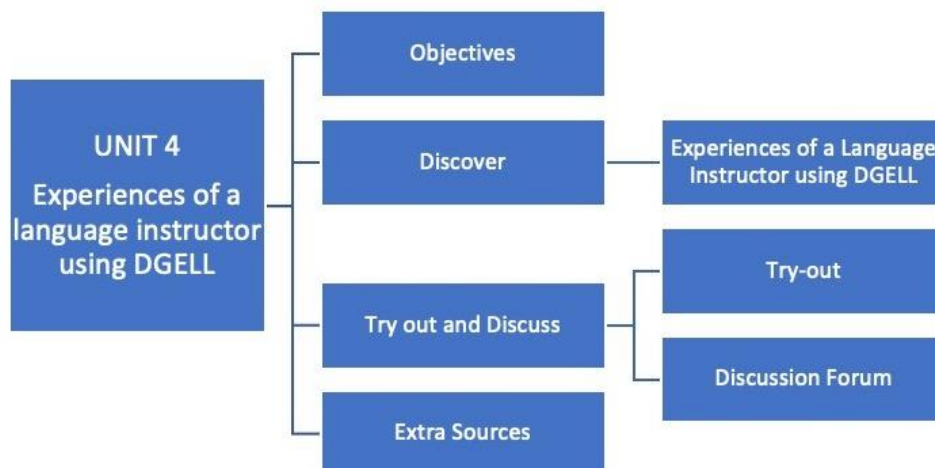 UNIT 4
Experiences of a
language instructor
using DGELL
Objectives
Discover
Experiences of a Language
Instructor using DGELL
Try out and Discuss
Try-out
Discussion Forum
Extra Sources